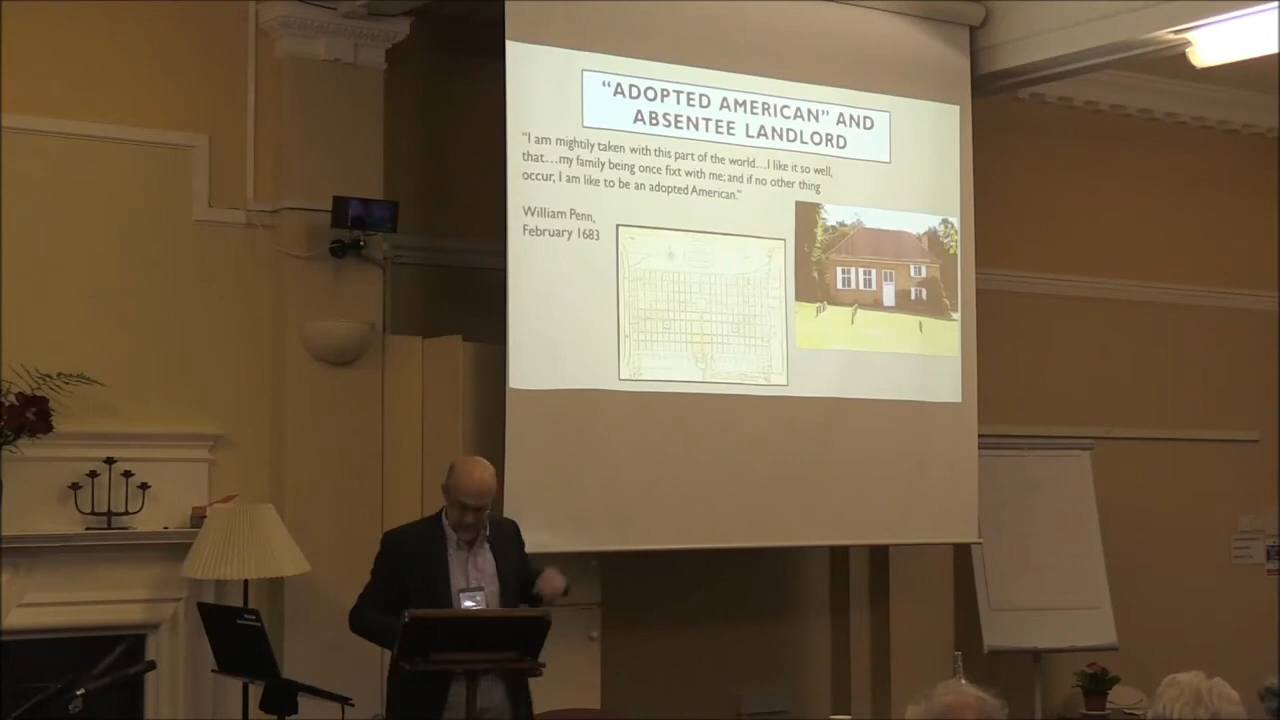 “ADOPTED AMERICAN” AND
ABSENTEE LANDLORD
“I am mightily taken with this part of the world…I like it so well,
that…my family being once fixt with me; and if no other thing
occur, I am like to be an adopted American.”
William Penn,
February 1683